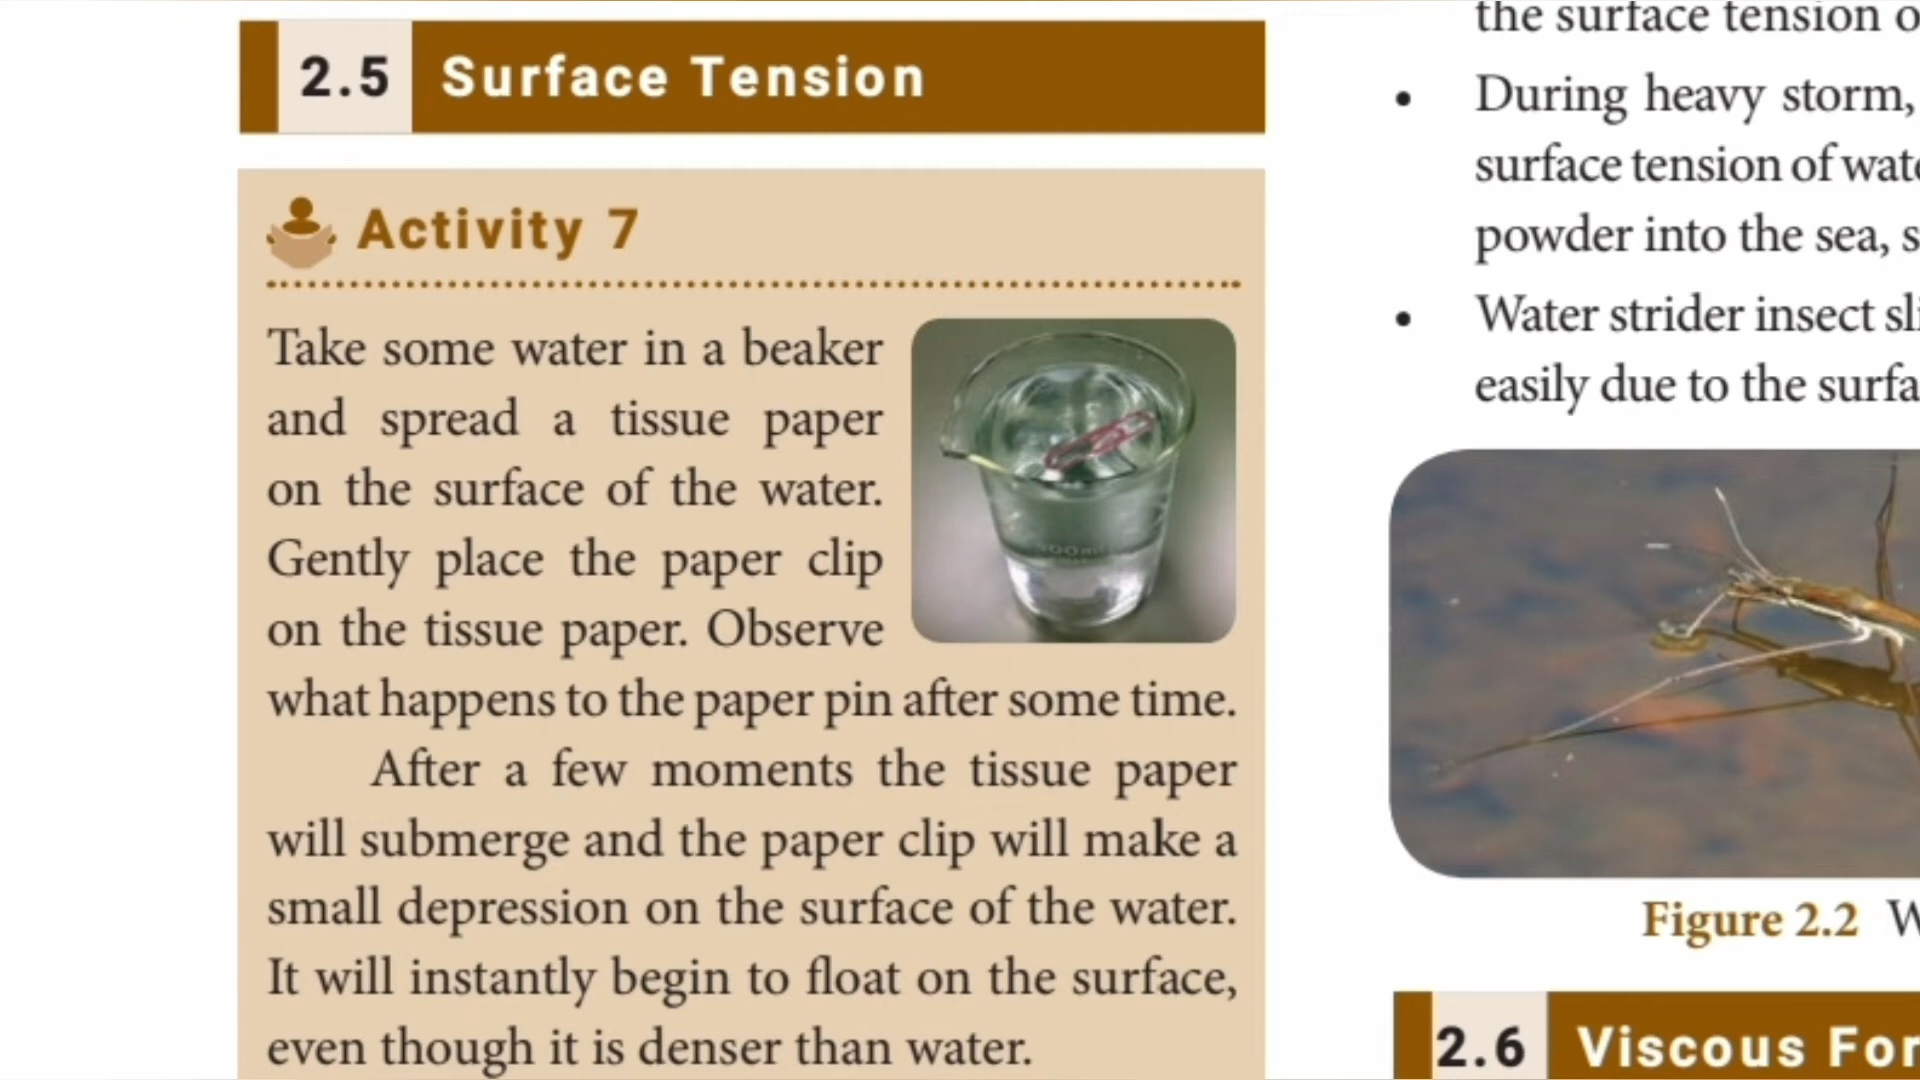 2.5 Surface Tension
Activity 7
Take some water in a beaker
and spread a tissue paper
on the surface of the water.
Gently place the paper clip
on the tissue paper. Observe
what happens to the paper pin after some time.
After a few moments the tissue paper
will submerge and the paper clip will make a
small depression on the surface of the water.
It will instantly begin to float on the surface,
even though it is denser than water.
the surface tension
• During heavy storm,
surface tension of
powder into the sea,
• Water strider insect
easily due to the
Figure 2.2
2.6 Viscous